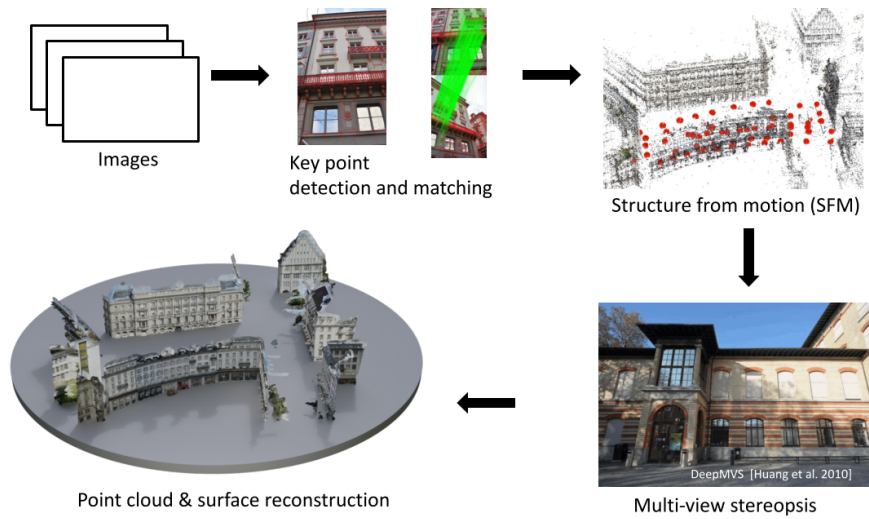 Images
Key point
detection and matching
Structure from motion (SFM)
DeepMVS [Huang et al. 2010]
Multi-view stereopsis
Point cloud & surface reconstruction